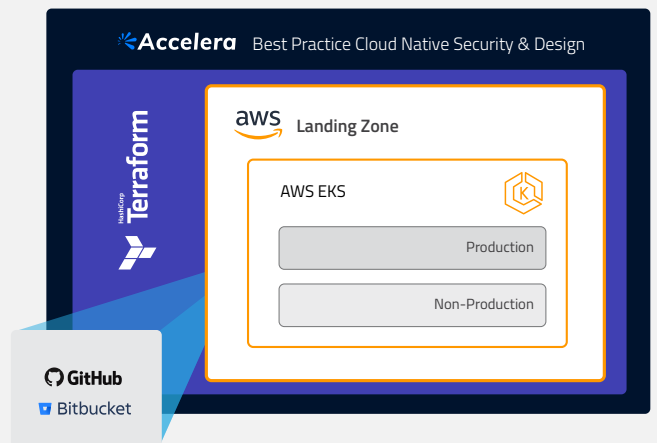 Accelera Best Practice Cloud Native Security & Design
HashiCorp
Terraform
aws Landing Zone
AWS EKS
K
Production
Non-Production
GitHub
Bitbucket